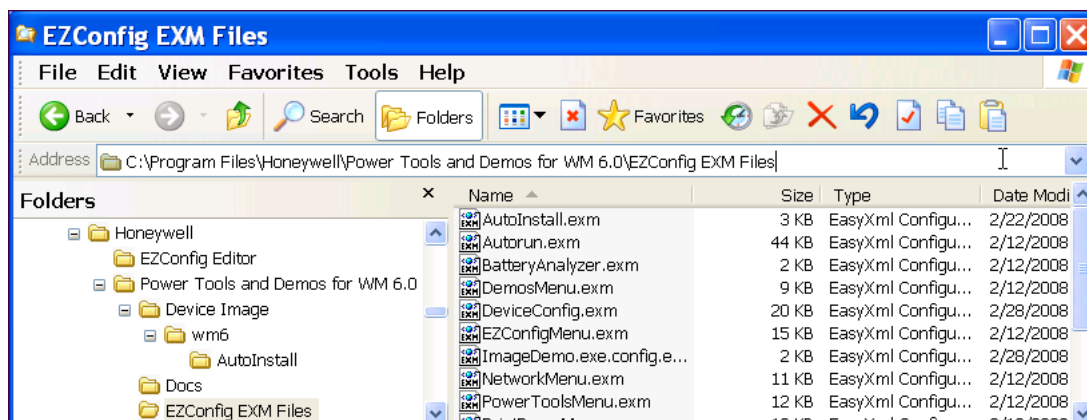 EZConfig EXM Files
File Edit View Favorites Tools Help
Back Search Folders Favorites
Address C:\Program Files\Honeywell\Power Tools and Demos for WM 6.0\EZConfig EXM Files
Folders
Honeywell
EZConfig Editor
Power Tools and Demos for WM 6.0
Device Image
wm6
AutoInstall
Docs
EZConfig EXM Files
Name Size Type Date Modi
AutoInstall.exm 3 KB EasyXml Configu... 2/22/2008
Autorun.exm 44 KB EasyXml Configu... 2/12/2008
BatteryAnalyzer.exm 2 KB EasyXml Configu... 2/12/2008
DemosMenu.exm 9 KB EasyXml Configu... 2/12/2008
DeviceConfig.exm 20 KB EasyXml Configu... 2/28/2008
EZConfigMenu.exm 15 KB EasyXml Configu... 2/12/2008
ImageDemo.exe.config.e... 2 KB EasyXml Configu... 2/28/2008
NetworkMenu.exm 11 KB EasyXml Configu... 2/12/2008
PowerToolsMenu.exm 12 KB EasyXml Configu... 2/12/2008